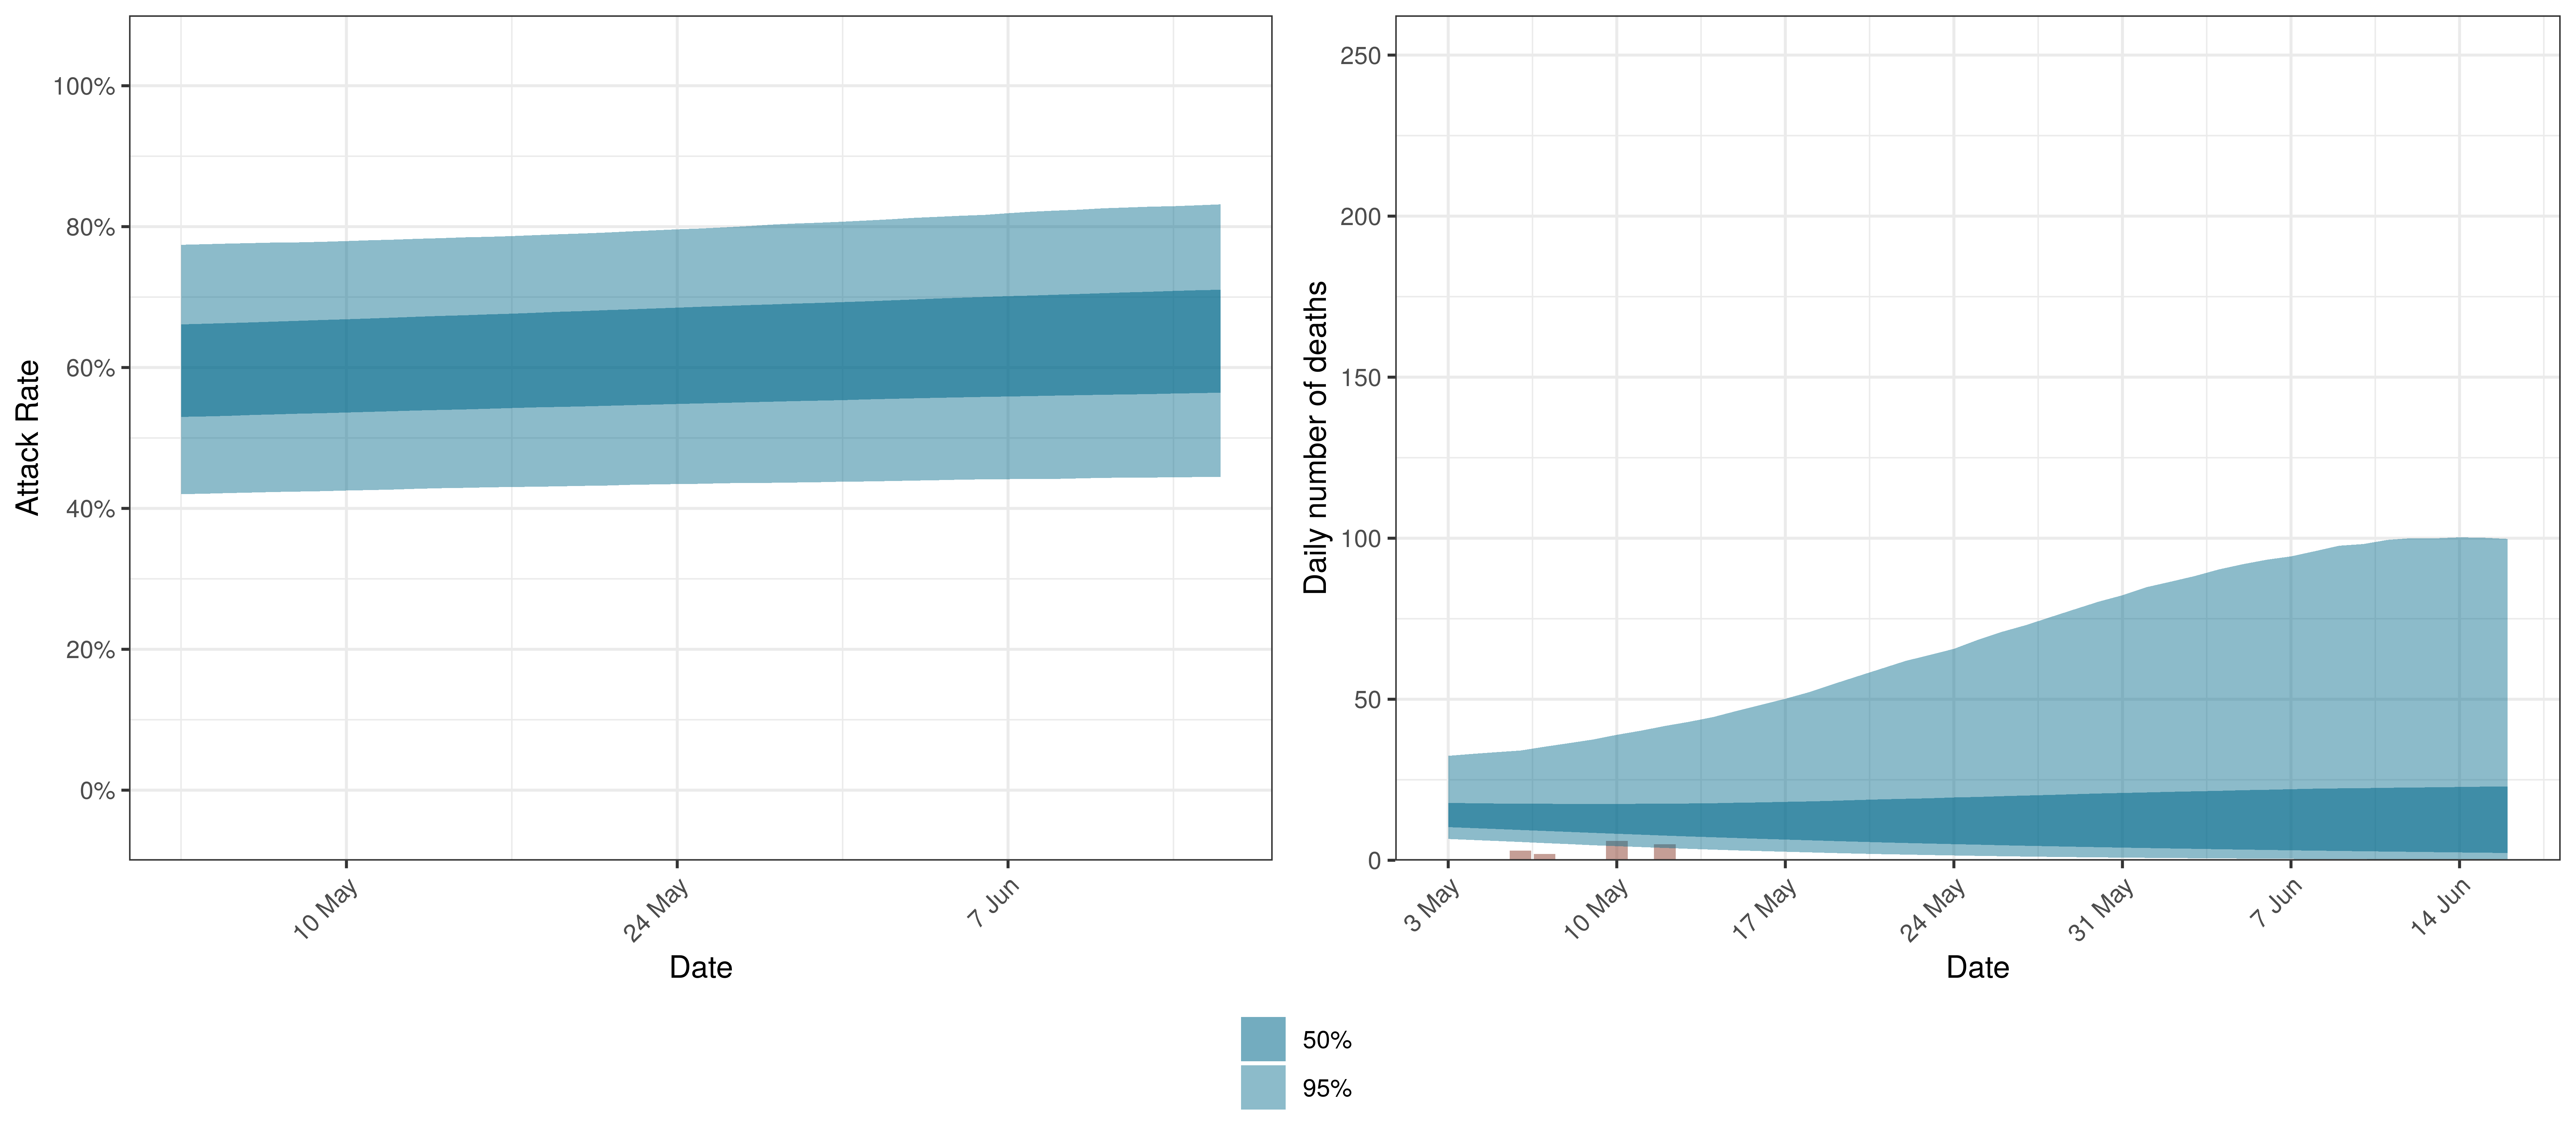 Attack Rate
100%
80%
60%
40%
20%
0%
10 May
24 May
7 Jun
Date
Daily number of deaths
250
200
150
100
50
0
3 May
10 May
17 May
24 May
31 May
7 Jun
14 Jun
Date
50%
95%